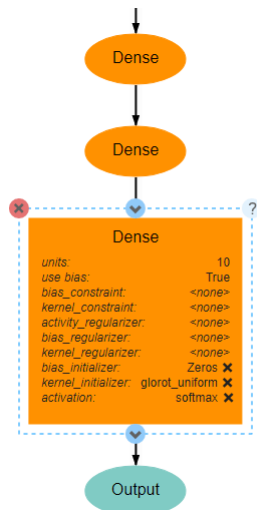 Dense
Dense
?
Dense
units: 10
use bias: True
bias_constraint: <none>
kernel_constraint: <none>
activity_regularizer: <none>
bias_regularizer: <none>
kernel_regularizer: <none>
bias_initializer: Zeros ✖
kernel_initializer: glorot_uniform ✖
activation: softmax ✖
Output